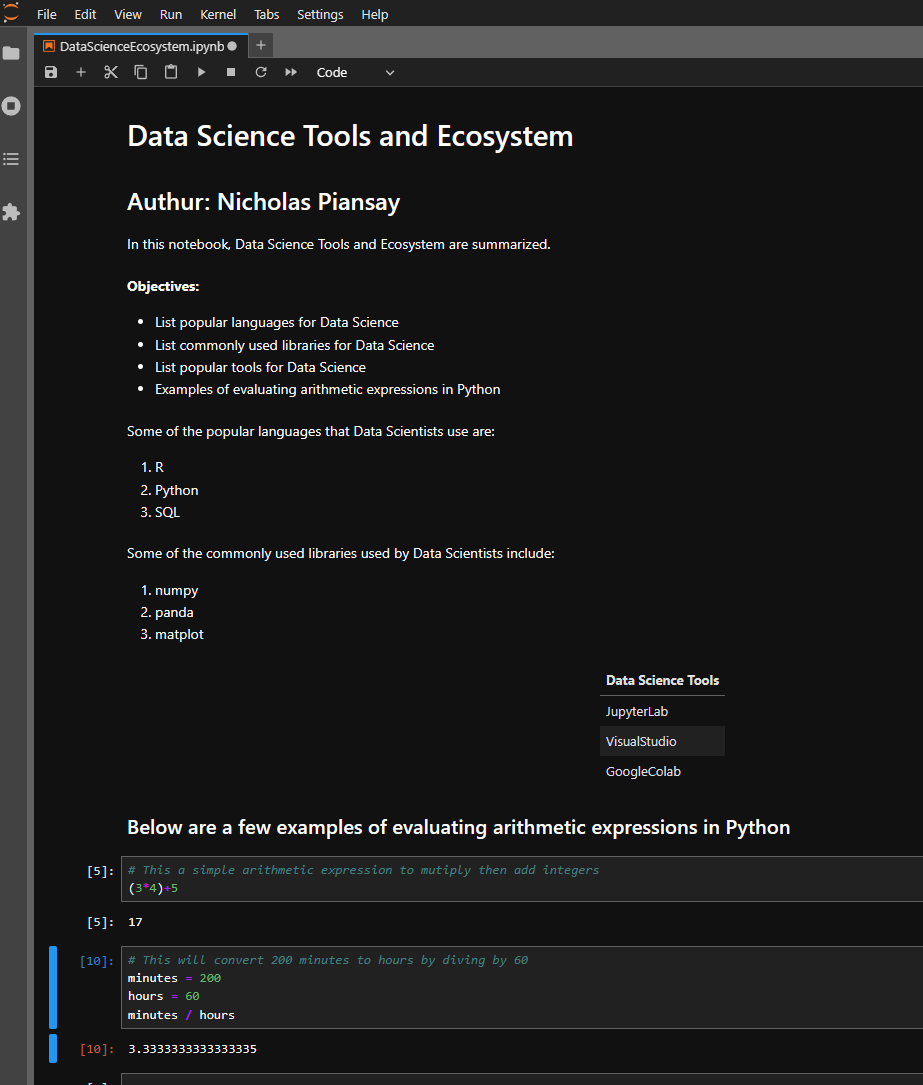 File Edit View Run Kernel Tabs Settings Help
DataScienceEcosystem.ipynb
Code
Data Science Tools and Ecosystem
Authur: Nicholas Piansay
In this notebook, Data Science Tools and Ecosystem are summarized.
Objectives:
• List popular languages for Data Science
• List commonly used libraries for Data Science
• List popular tools for Data Science
• Examples of evaluating arithmetic expressions in Python
Some of the popular languages that Data Scientists use are:
1. R
2. Python
3. SQL
Some of the commonly used libraries used by Data Scientists include:
1. numpy
2. panda
3. matplot
Data Science Tools
JupyterLab
VisualStudio
GoogleColab
Below are a few examples of evaluating arithmetic expressions in Python
[5]: # This a simple arithmetic expression to mutiply then add integers
(3*4)+5
[5]: 17
[10]: # This will convert 200 minutes to hours by diving by 60
minutes = 200
hours = 60
minutes / hours
[10]: 3.3333333333333335